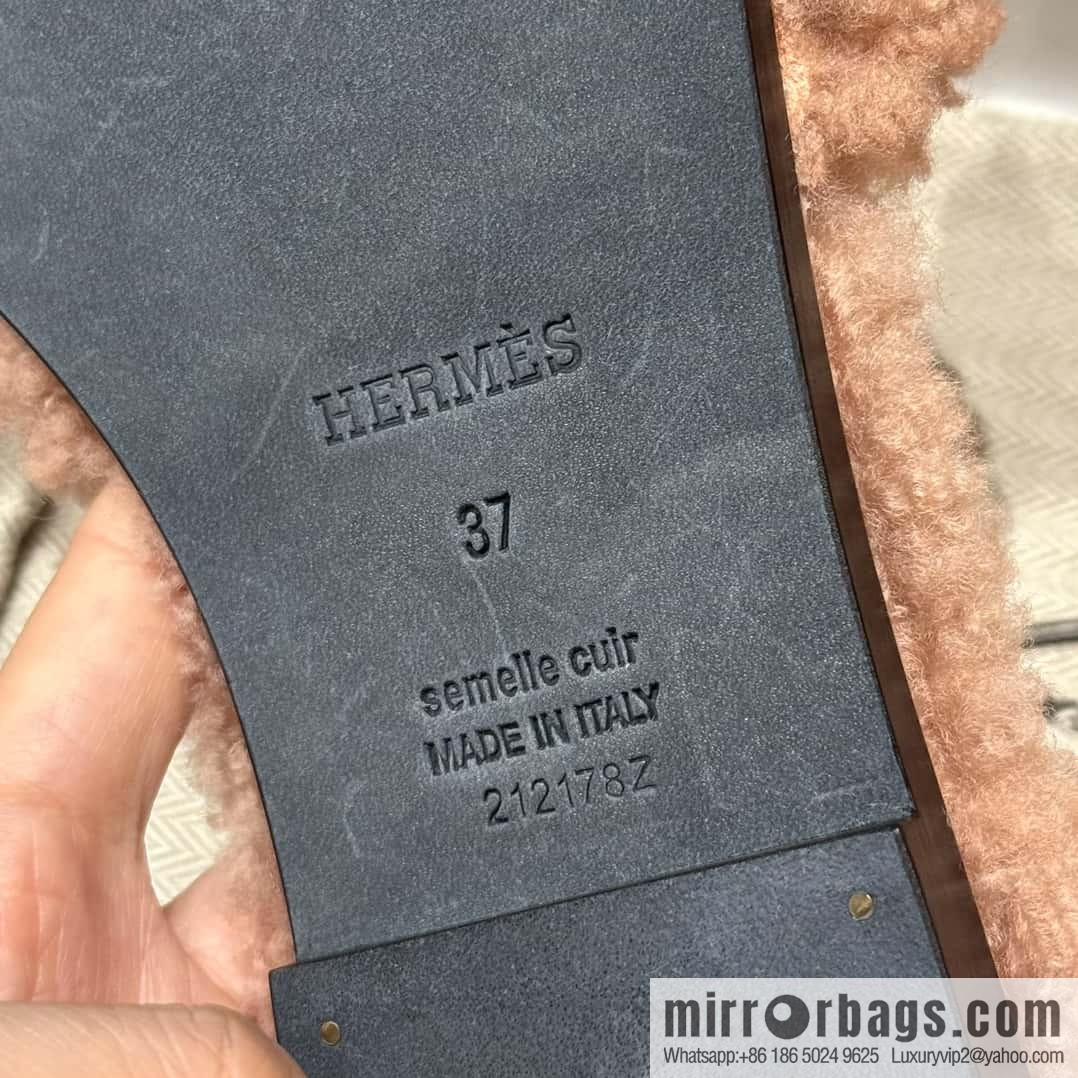 HERMÈS
37
semelle cuir
MADE IN ITALY
212178Z
mirrorbags.com
Whatsapp:+86 186 5024 9625 Luxuryvip2@yahoo.com